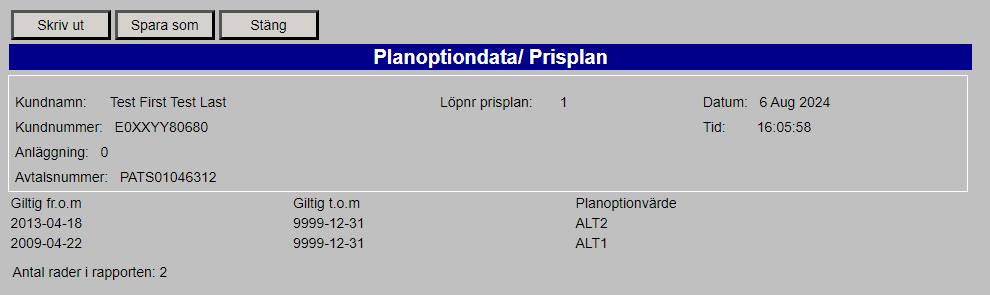 Skriv ut Spara som Stäng
Planoptiondata/ Prisplan
Kundnamn: Test First Test Last Löpnr prisplan: 1 Datum: 6 Aug 2024
Kundnummer: E0XXYY80680 Tid: 16:05:58
Anläggning: 0
Avtalsnummer: PATS01046312
Giltig fr.o.m Giltig t.o.m Planoptionvärde
2013-04-18 9999-12-31 ALT2
2009-04-22 9999-12-31 ALT1
Antal rader i rapporten: 2